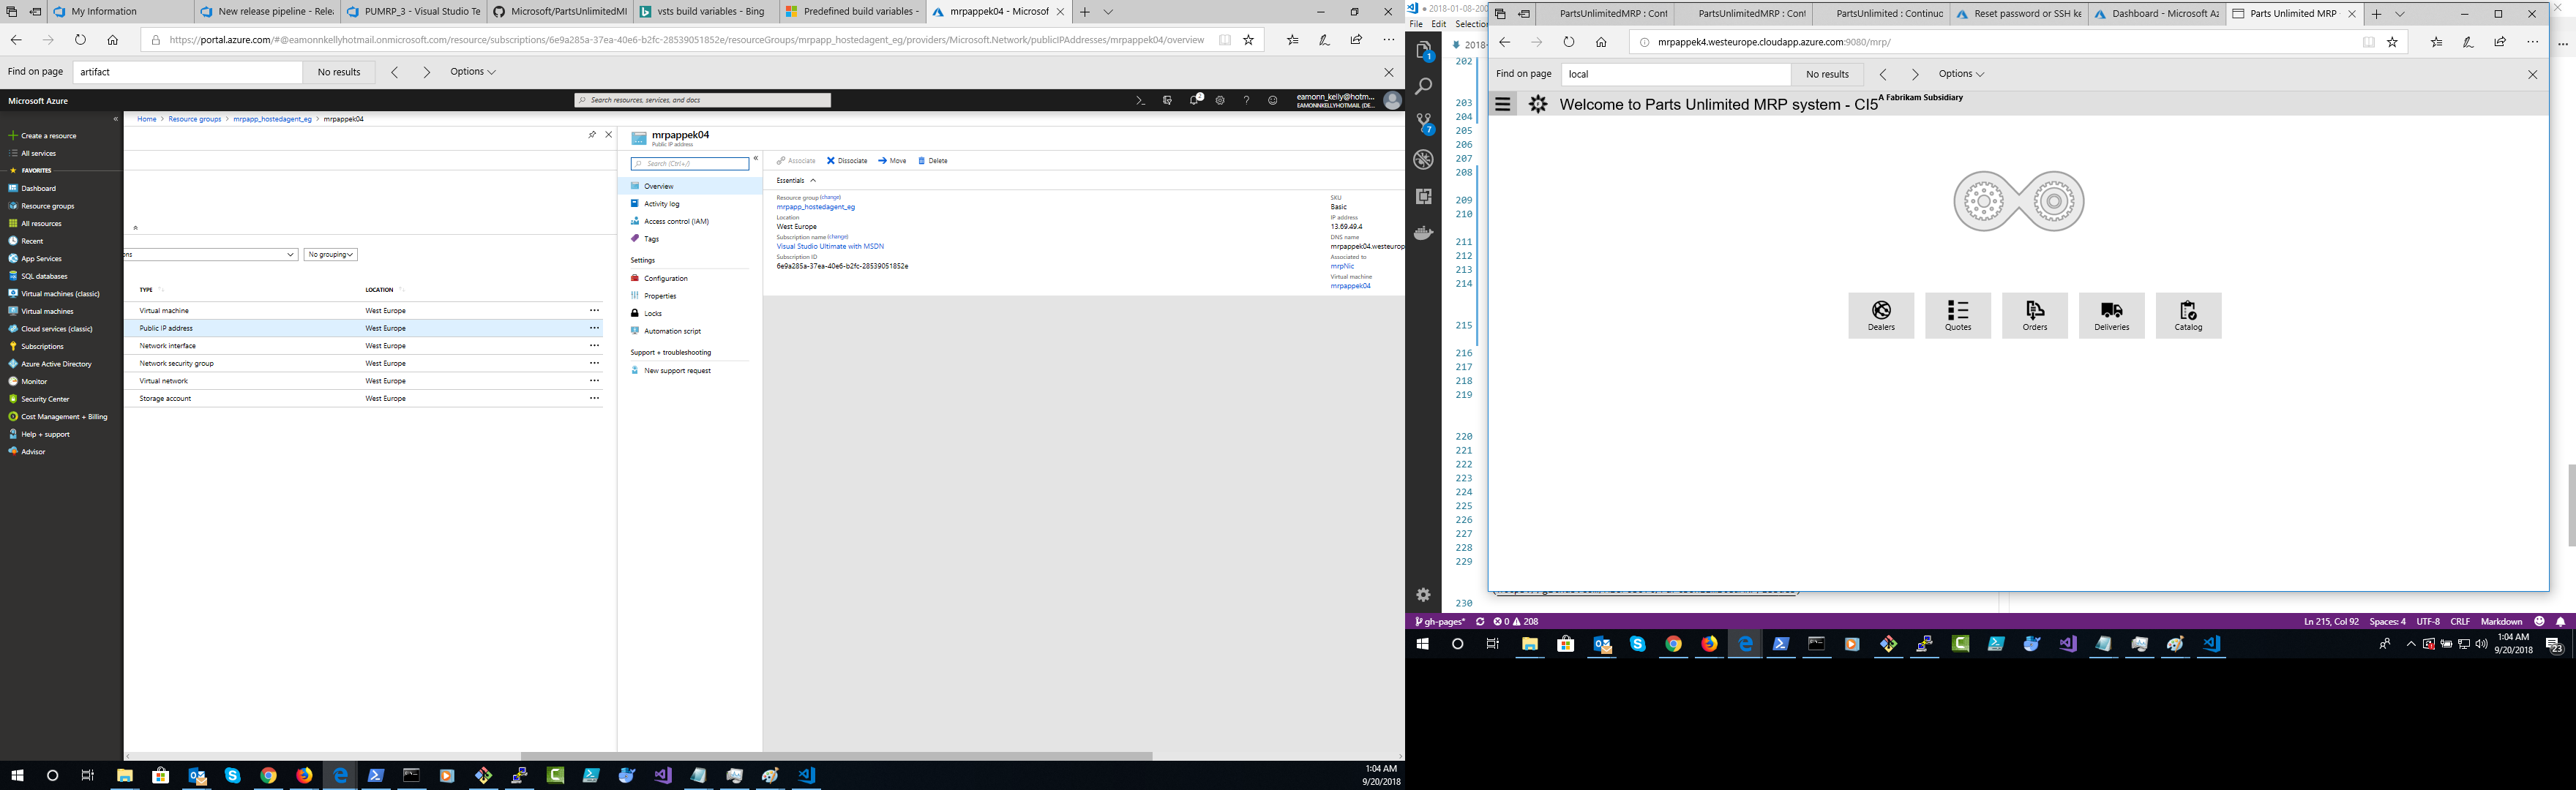 My Information
New release pipeline - Rele
PUMRP_3 - Visual Studio Te
Microsoft/PartsUnlimitedMI
vsts build variables - Bing
Predefined build variables -
mrpappek04 - Microsof
https://portal.azure.com/#@eamonnkellyhotmail.onmicrosoft.com/resource/subscriptions/6e9a285a-37ea-40e6-b2fc-28539051852e/resourceGroups/mrpapp_hostedagent_eg/providers/Microsoft.Network/publicIPAddresses/mrpappek04/overview
Find on page
artifact
No results
Options
Microsoft Azure
Search resources, services, and docs
2
eamonn_kelly@hotm...
EAMONNKELLYHOTMAIL (DE...
Create a resource
All services
FAVORITES
Dashboard
Resource groups
All resources
Recent
App Services
SQL databases
Virtual machines (classic)
Virtual machines
Cloud services (classic)
Subscriptions
Azure Active Directory
Monitor
Security Center
Cost Management + Billing
Help + support
Advisor
Home > Resource groups > mrpapp_hostedagent_eg > mrpappek04
ons
No grouping
TYPE
LOCATION
Virtual machine
West Europe
Public IP address
West Europe
Network interface
West Europe
Network security group
West Europe
Virtual network
West Europe
Storage account
West Europe
mrpappek04
Public IP address
Search (Ctrl+/)
Overview
Activity log
Access control (IAM)
Tags
Settings
Configuration
Properties
Locks
Automation script
Support + troubleshooting
New support request
Associate
Dissociate
Move
Delete
Essentials
Resource group (change)
mrpapp_hostedagent_eg
Location
West Europe
Subscription name (change)
Visual Studio Ultimate with MSDN
Subscription ID
6e9a285a-37ea-40e6-b2fc-28539051852e
SKU
Basic
IP address
13.69.49.4
DNS name
mrpappek04.westeurop
Associated to
mrpNic
Virtual machine
mrpappek04
1:04 AM
9/20/2018
2018-01-08-200
File Edit Selection
2018-
1
7
202
203
204
205
206
207
208
209
210
211
212
213
214
215
216
217
218
219
220
221
222
223
224
225
226
227
228
229
230
PartsUnlimitedMRP : Cont
PartsUnlimitedMRP : Cont
PartsUnlimited : Continuo
Reset password or SSH ke
Dashboard - Microsoft Az
Parts Unlimited MRP
mrpappek4.westeurope.cloudapp.azure.com:9080/mrp/
Find on page
local
No results
Options
Welcome to Parts Unlimited MRP system - CI5
A Fabrikam Subsidiary
Dealers
Quotes
Orders
Deliveries
Catalog
gh-pages*
0
208
Ln 215, Col 92
Spaces: 4
UTF-8
CRLF
Markdown
1:04 AM
9/20/2018
23